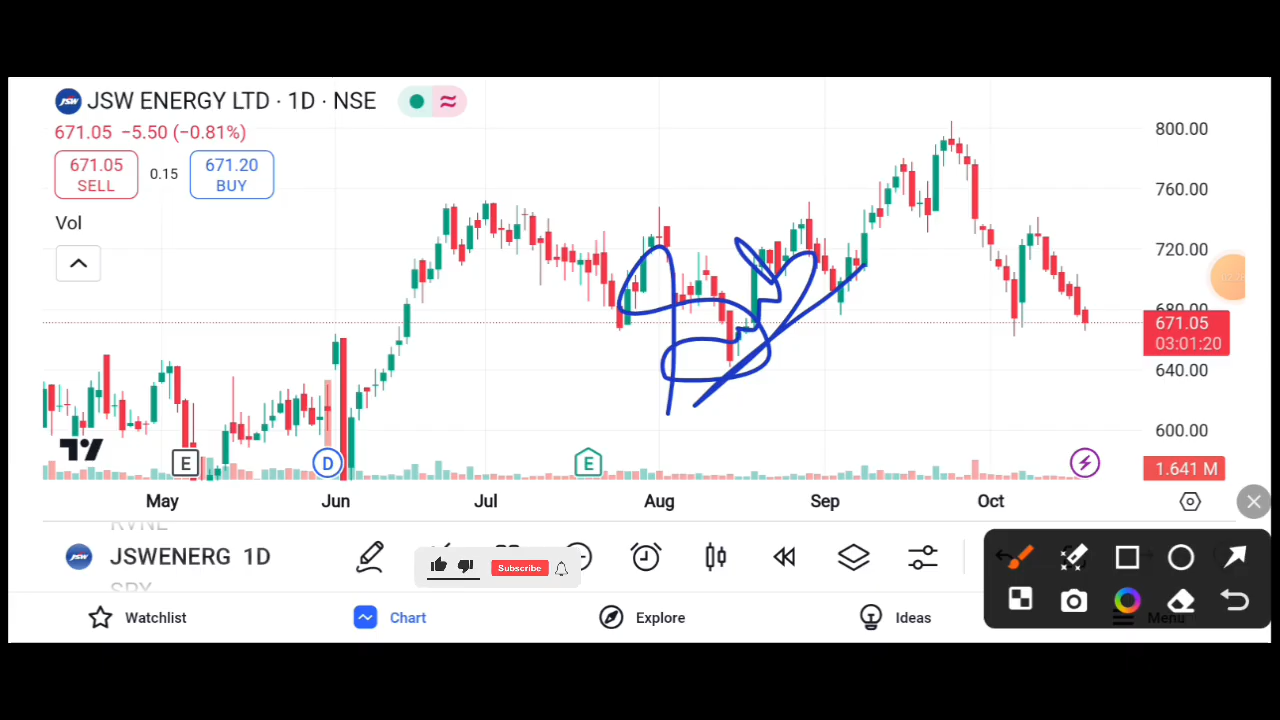 JSW ENERGY LTD · 1D · NSE
671.05 −5.50 (−0.81%)
671.05 SELL 0.15 671.20 BUY
Vol
800.00
760.00
720.00
680.00
671.05
03:01:20
640.00
600.00
1.641 M
E D E
May Jun Jul Aug Sep Oct
RVNL
JSWENERG 1D
SPX
Subscribe
Watchlist Chart Explore Ideas Menu